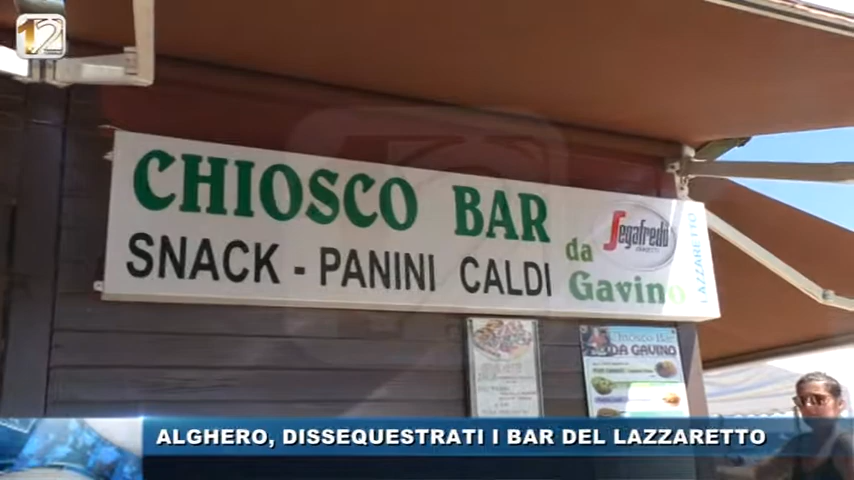 12
CHIOSCO BAR
SNACK - PANINI CALDI
da
Gavino
Segafredo
LAZZARETTO
Chiosco Bar
DA GAVINO
ALGHERO, DISSEQUESTRATI I BAR DEL LAZZARETTO